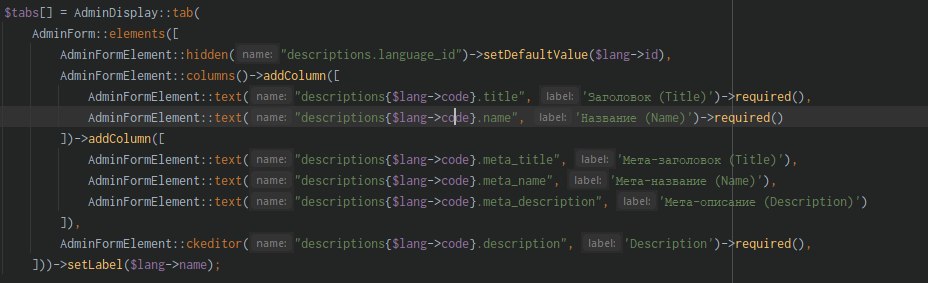 $tabs[] = AdminDisplay::tab(
AdminForm::elements([
AdminFormElement::hidden( name: "descriptions.language_id")->setDefaultValue($lang->id),
AdminFormElement::columns()->addColumn([
AdminFormElement::text( name: "descriptions{$lang->code}.title", label: 'Заголовок (Title)')->required(),
AdminFormElement::text( name: "descriptions{$lang->code}.name", label: 'Название (Name)')->required()
])->addColumn([
AdminFormElement::text( name: "descriptions{$lang->code}.meta_title", label: 'Мета-заголовок (Title)'),
AdminFormElement::text( name: "descriptions{$lang->code}.meta_name", label: 'Мета-название (Name)'),
AdminFormElement::text( name: "descriptions{$lang->code}.meta_description", label: 'Мета-описание (Description)')
]),
AdminFormElement::ckeditor( name: "descriptions{$lang->code}.description", label: 'Description')->required(),
]))->setLabel($lang->name);